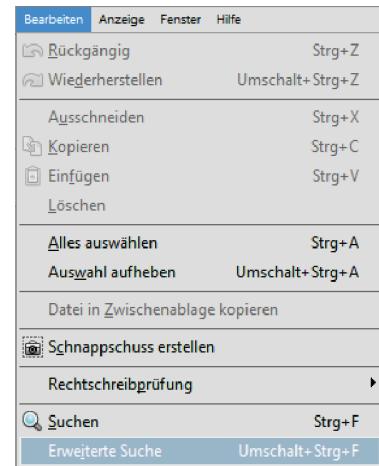 Bearbeiten Anzeige Fenster Hilfe
Rückgängig Strg+Z
Wiederherstellen Umschalt+Strg+Z
Ausschneiden Strg+X
Kopieren Strg+C
Einfügen Strg+V
Löschen
Alles auswählen Strg+A
Auswahl aufheben Umschalt+Strg+A
Datei in Zwischenablage kopieren
Schnappschuss erstellen
Rechtschreibprüfung
Suchen Strg+F
Erweiterte Suche Umschalt+Strg+F